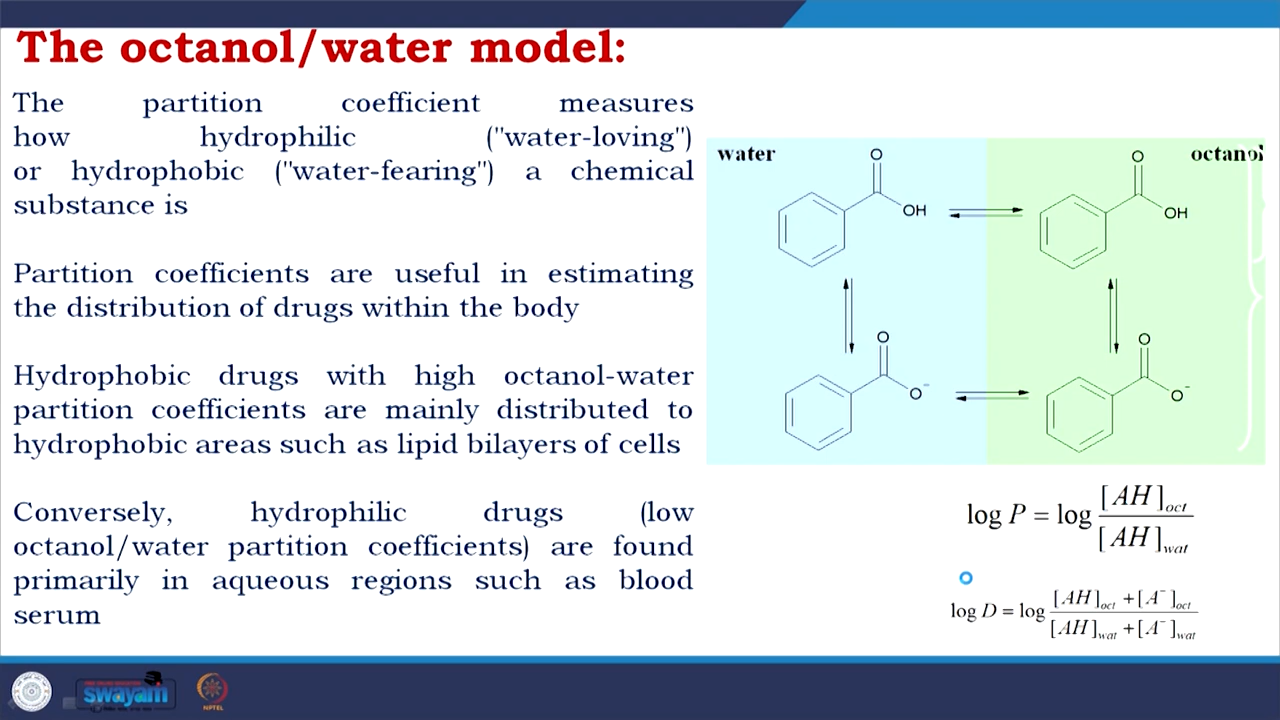 The octanol/water model:
The partition coefficient measures
how hydrophilic ("water-loving")
or hydrophobic ("water-fearing") a chemical
substance is
Partition coefficients are useful in estimating
the distribution of drugs within the body
Hydrophobic drugs with high octanol-water
partition coefficients are mainly distributed to
hydrophobic areas such as lipid bilayers of cells
Conversely, hydrophilic drugs (low
octanol/water partition coefficients) are found
primarily in aqueous regions such as blood
serum
water
octanol
O
OH
O
OH
O
O⁻
O
O⁻
log P = log [AH]oct / [AH]wat
log D = log [AH]oct + [A⁻]oct / [AH]wat + [A⁻]wat
swayam
NPTEL